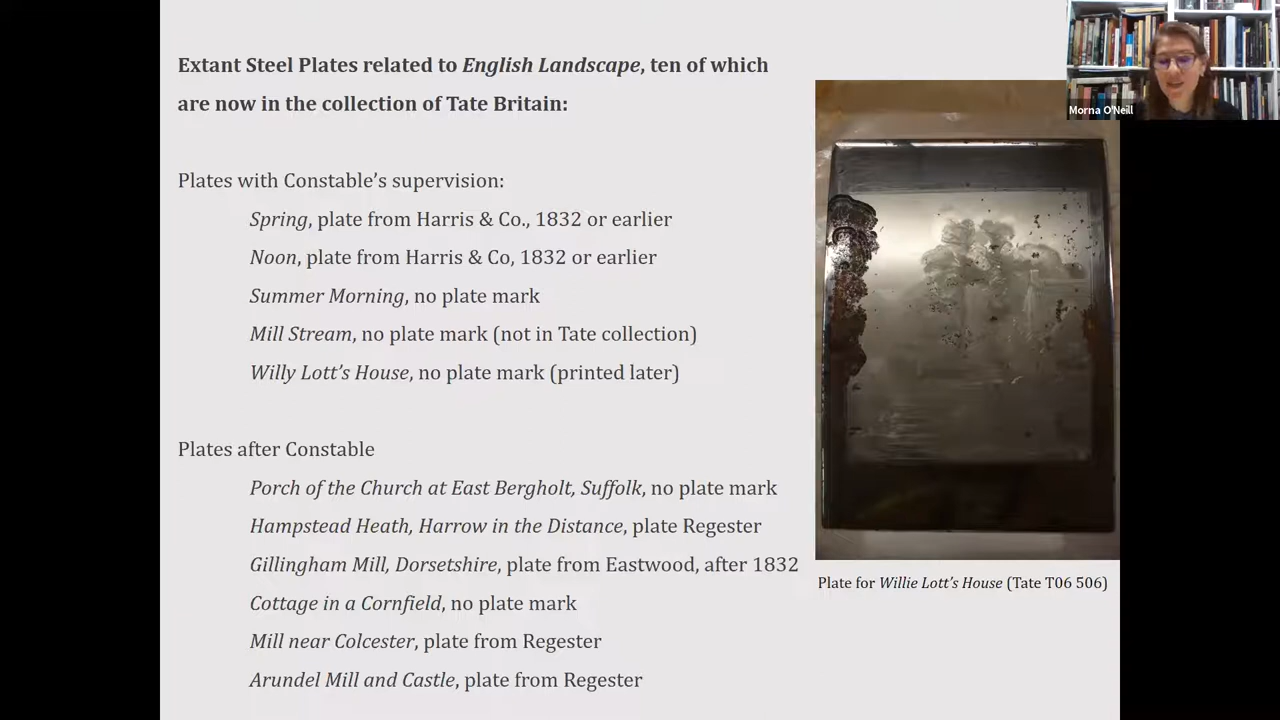 Extant Steel Plates related to English Landscape, ten of which
are now in the collection of Tate Britain:
Plates with Constable’s supervision:
Spring, plate from Harris & Co., 1832 or earlier
Noon, plate from Harris & Co, 1832 or earlier
Summer Morning, no plate mark
Mill Stream, no plate mark (not in Tate collection)
Willy Lott’s House, no plate mark (printed later)
Plates after Constable
Porch of the Church at East Bergholt, Suffolk, no plate mark
Hampstead Heath, Harrow in the Distance, plate Regester
Gillingham Mill, Dorsetshire, plate from Eastwood, after 1832
Cottage in a Cornfield, no plate mark
Mill near Colcester, plate from Regester
Arundel Mill and Castle, plate from Regester
Morna O'Neill
Plate for Willie Lott’s House (Tate T06 506)